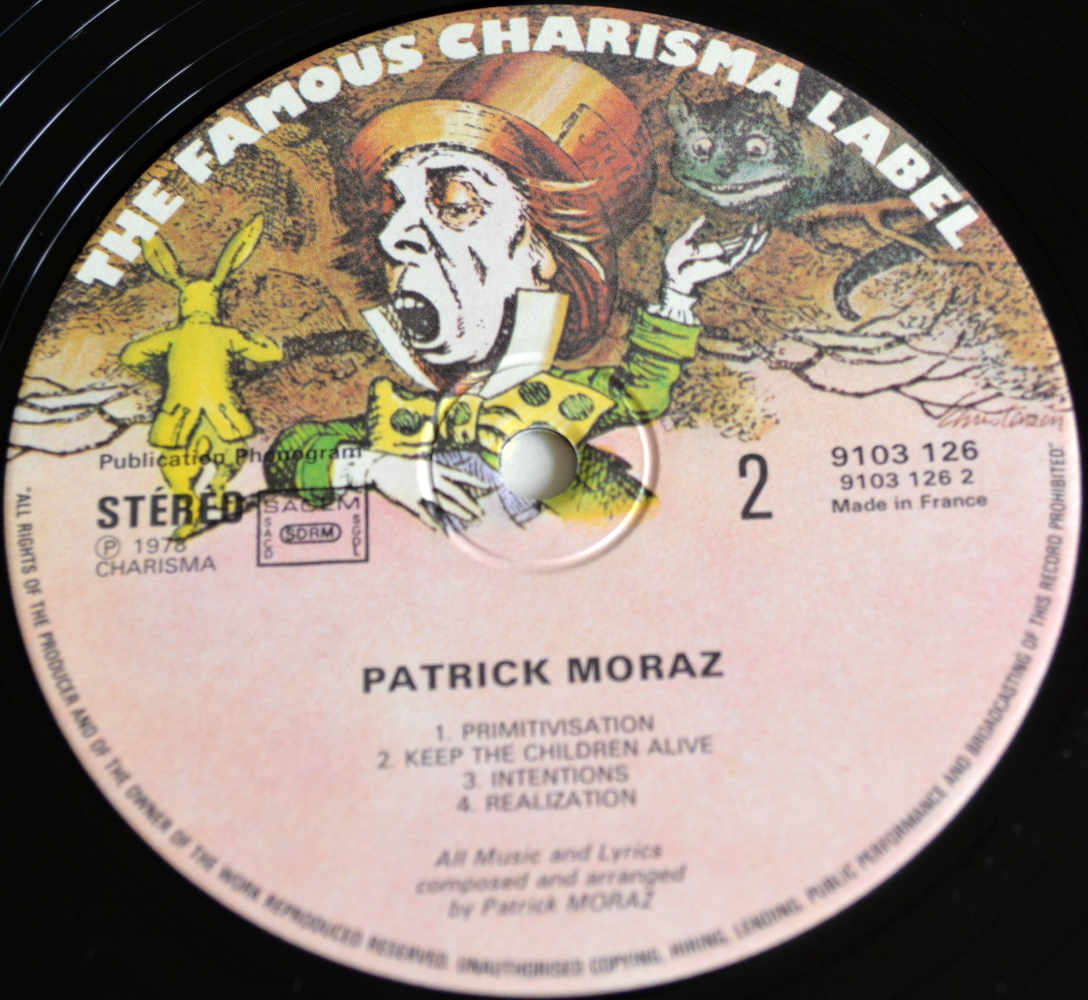 THE FAMOUS CHARISMA LABEL
Publication Phonogram
STÉRÉO
℗ 1978
CHARISMA
SACEM
SACD
SDRM
SGDL
2
9103 126
9103 126 2
Made in France
PATRICK MORAZ
1. PRIMITIVISATION
2. KEEP THE CHILDREN ALIVE
3. INTENTIONS
4. REALIZATION
All Music and Lyrics
composed and arranged
by Patrick MORAZ
"ALL RIGHTS OF THE PRODUCER AND OF THE OWNER OF THE WORK REPRODUCED RESERVED. UNAUTHORISED COPYING, HIRING, LENDING, PUBLIC PERFORMANCE AND BROADCASTING OF THIS RECORD PROHIBITED"